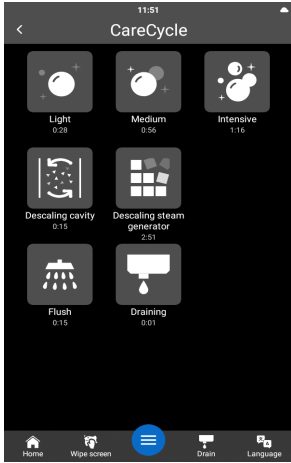 11:51
CareCycle
Light
0:28
Medium
0:56
Intensive
1:16
Descaling cavity
0:15
Descaling steam
generator
2:51
Flush
0:15
Draining
0:01
Home
Wipe screen
Drain
Language